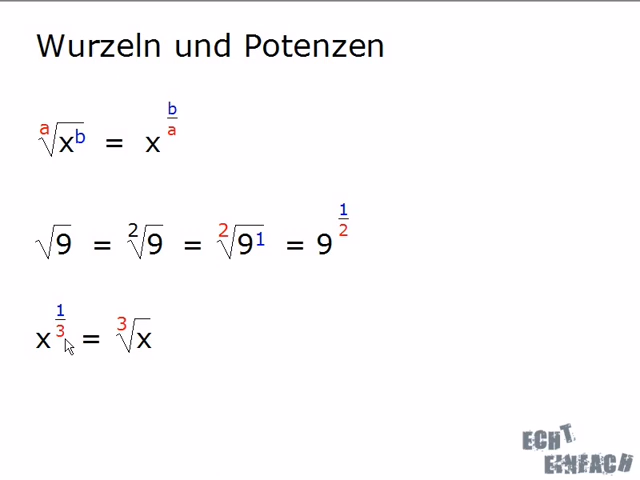 Wurzeln und Potenzen
ᵃ√xᵇ = x^(b/a)
√9 = ²√9 = ²√9¹ = 9^(1/2)
x^(1/3) = ³√x
ECHT
EINFACH